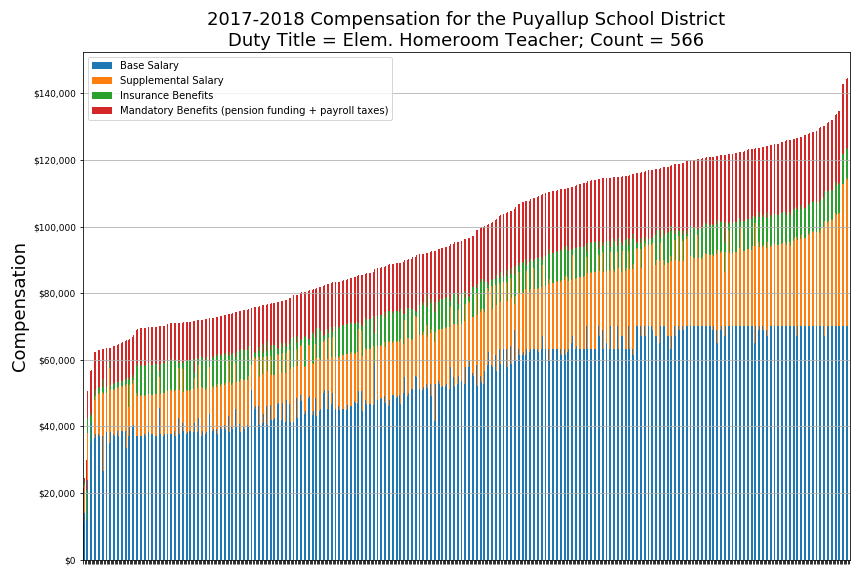 2017-2018 Compensation for the Puyallup School District
Duty Title = Elem. Homeroom Teacher; Count = 566
Base Salary
Supplemental Salary
Insurance Benefits
Mandatory Benefits (pension funding + payroll taxes)
$140,000
$120,000
$100,000
$80,000
$60,000
$40,000
$20,000
$0
Compensation